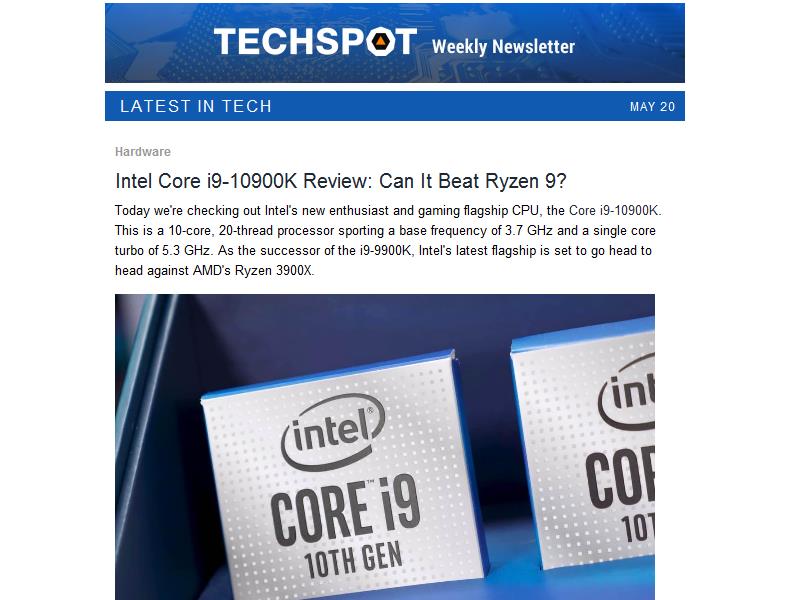 TECHSPOT Weekly Newsletter
LATEST IN TECH MAY 20
Hardware
Intel Core i9-10900K Review: Can It Beat Ryzen 9?
Today we're checking out Intel's new enthusiast and gaming flagship CPU, the Core i9-10900K.
This is a 10-core, 20-thread processor sporting a base frequency of 3.7 GHz and a single core
turbo of 5.3 GHz. As the successor of the i9-9900K, Intel's latest flagship is set to go head to
head against AMD's Ryzen 3900X.
intel®
CORE™ i9
10TH GEN
int
COR
10T